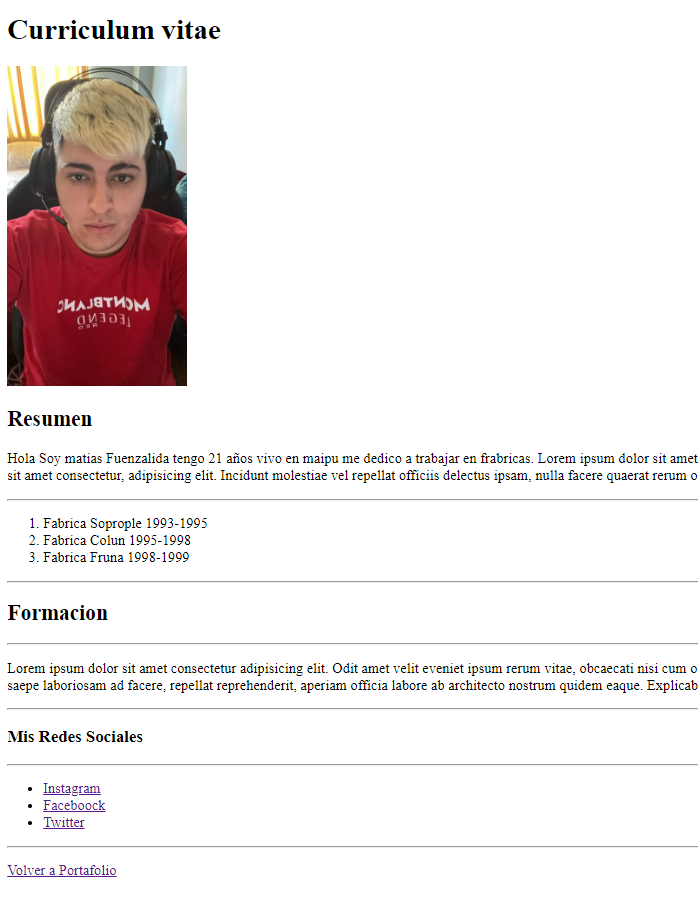 Curriculum vitae
MONTBLANC
LEGEND
RED
Resumen
Hola Soy matias Fuenzalida tengo 21 años vivo en maipu me dedico a trabajar en frabricas. Lorem ipsum dolor sit amet
sit amet consectetur, adipisicing elit. Incidunt molestiae vel repellat officiis delectus ipsam, nulla facere quaerat rerum o
1. Fabrica Soprople 1993-1995
2. Fabrica Colun 1995-1998
3. Fabrica Fruna 1998-1999
Formacion
Lorem ipsum dolor sit amet consectetur adipisicing elit. Odit amet velit eveniet ipsum rerum vitae, obcaecati nisi cum o
saepe laboriosam ad facere, repellat reprehenderit, aperiam officia labore ab architecto nostrum quidem eaque. Explicab
Mis Redes Sociales
• Instagram
• Faceboock
• Twitter
Volver a Portafolio